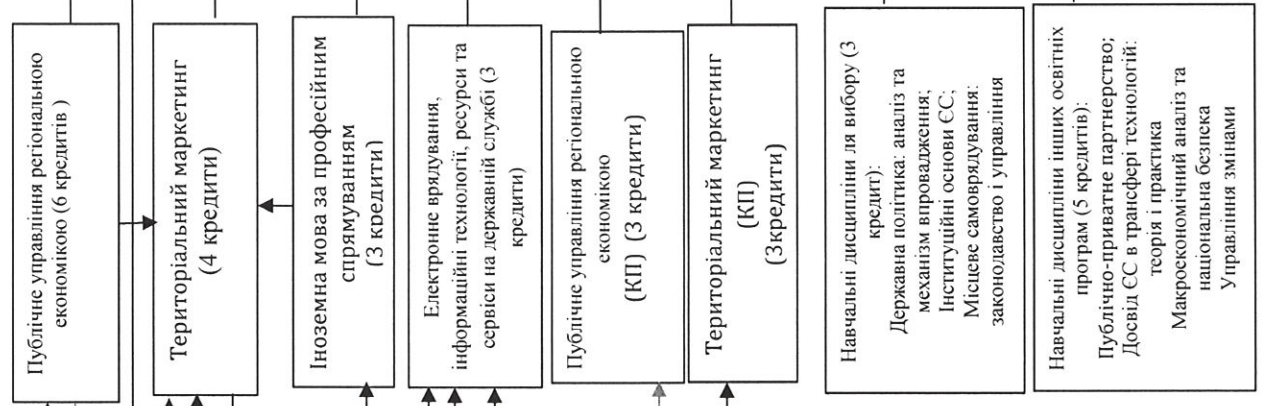 Публічне управління регіональною
економікою (6 кредитів )
Територіальний маркетинг
(4 кредити)
Іноземна мова за професійним
спрямуванням
(3 кредити)
Електронне врядування,
інформаційні технології, ресурси та
сервіси на державній службі (3
кредити)
Публічне управління регіональною
економікою
(КП) (3 кредити)
Територіальний маркетинг
(КП)
(3кредити)
Навчальні дисципліни ля вибору (3
кредит):
Державна політика: аналіз та
механізм впровадження;
Інституційні основи ЄС;
Місцеве самоврядування:
законодавство і управління
Навчальні дисципліни інших освітніх
програм (5 кредитів):
Публічно-приватне партнерство;
Досвід ЄС в трансфері технологій:
теорія і практика
Макроекономічний аналіз та
національна безпека
Управління змінами